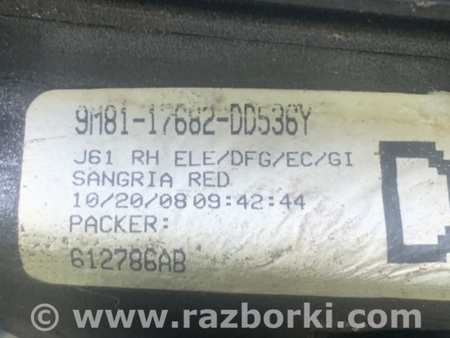 9M81-17682-DD536Y
J61 RH ELE/DFG/EC/GI
SANGRIA RED
10/20/08 09:42:44
PACKER:
612786AB
www.razborki.com